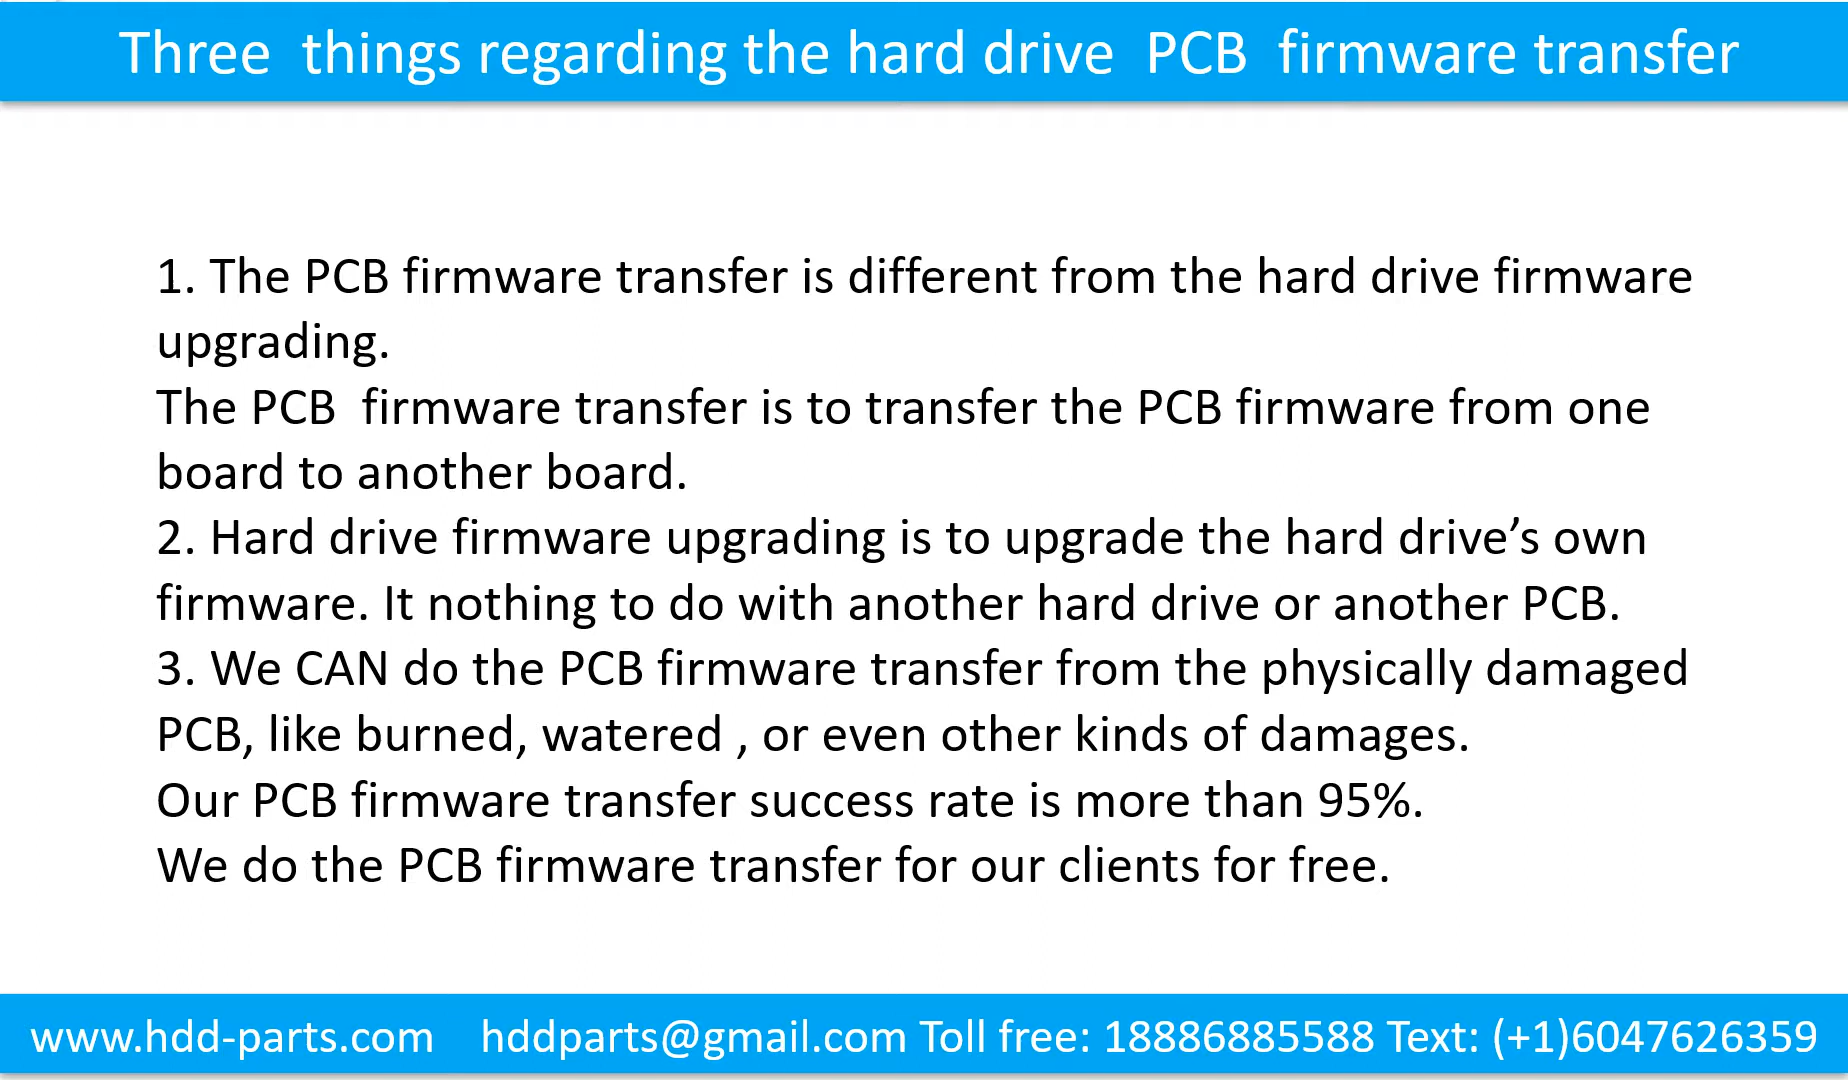 Three things regarding the hard drive PCB firmware transfer
1. The PCB firmware transfer is different from the hard drive firmware
upgrading.
The PCB firmware transfer is to transfer the PCB firmware from one
board to another board.
2. Hard drive firmware upgrading is to upgrade the hard drive’s own
firmware. It nothing to do with another hard drive or another PCB.
3. We CAN do the PCB firmware transfer from the physically damaged
PCB, like burned, watered , or even other kinds of damages.
Our PCB firmware transfer success rate is more than 95%.
We do the PCB firmware transfer for our clients for free.
www.hdd-parts.com hddparts@gmail.com Toll free: 18886885588 Text: (+1)6047626359